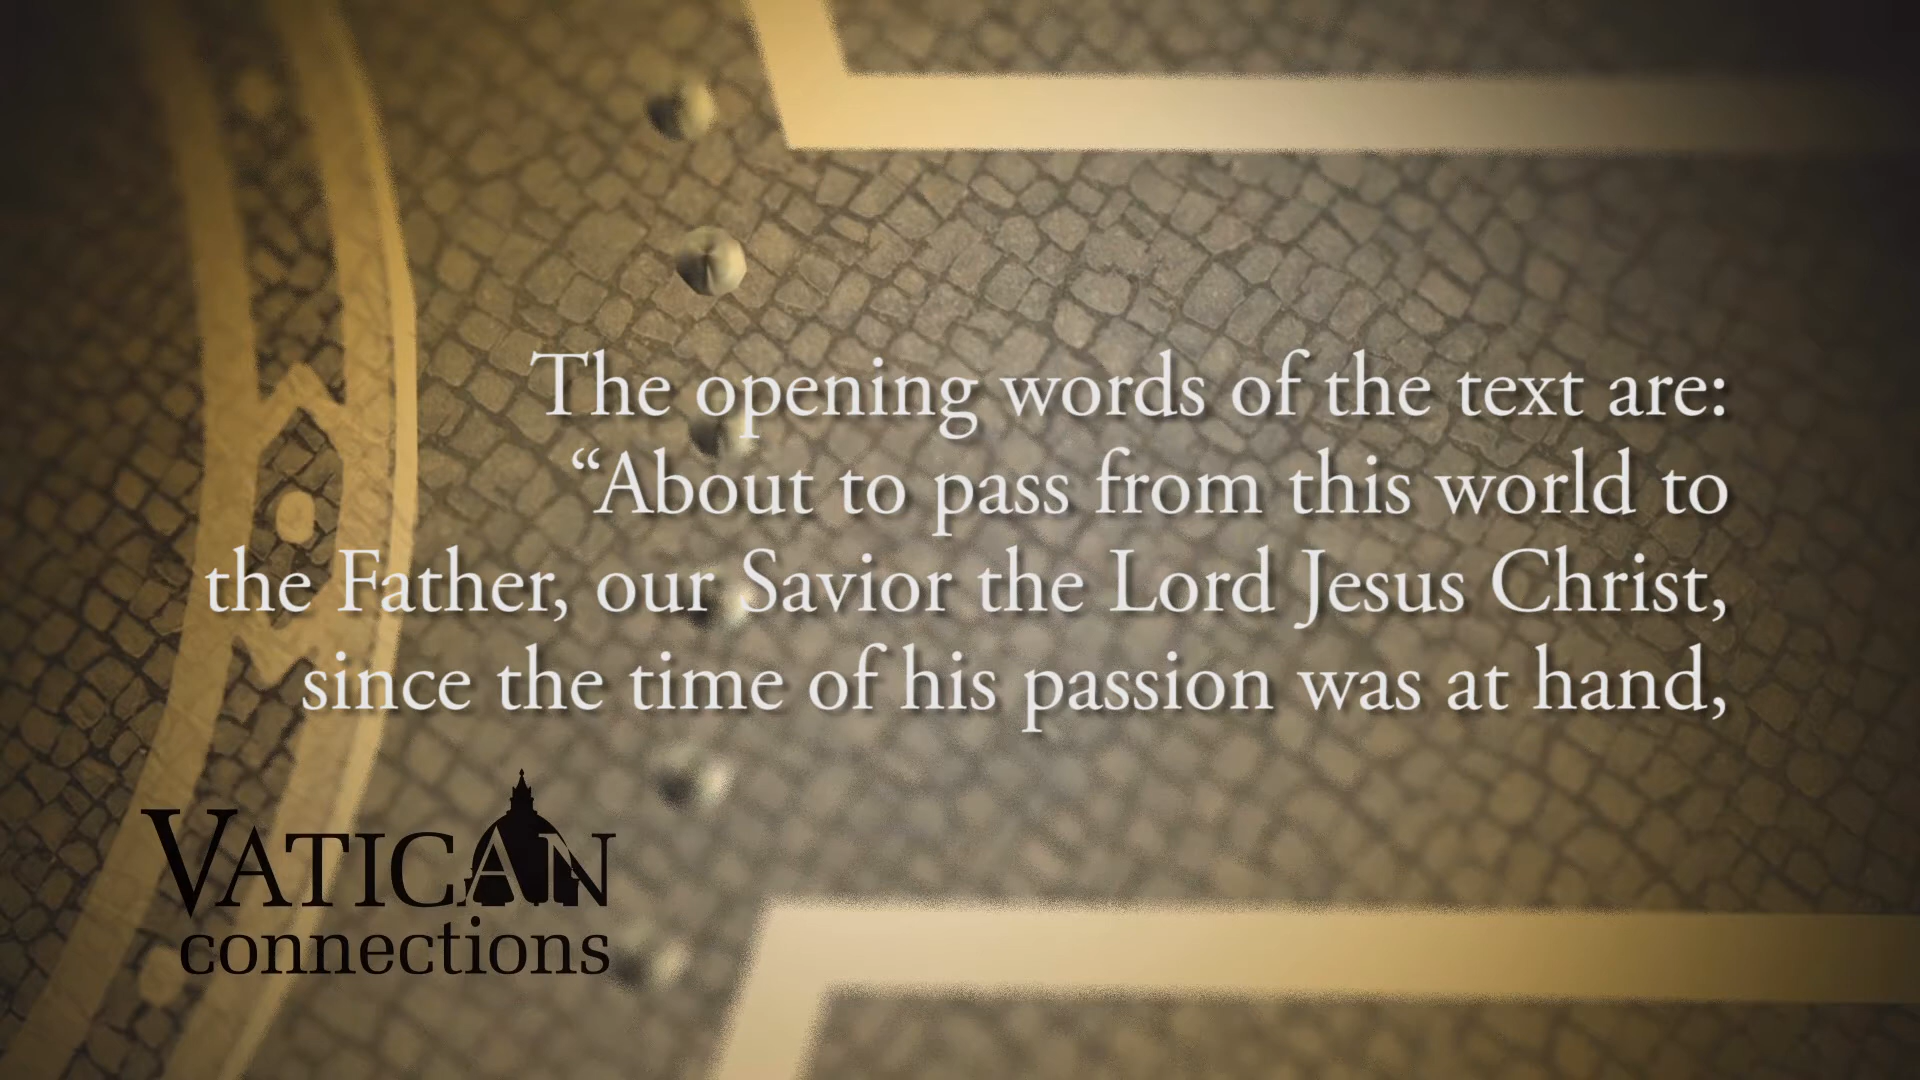 The opening words of the text are:
“About to pass from this world to
the Father, our Savior the Lord Jesus Christ,
since the time of his passion was at hand,
VATICAN
connections